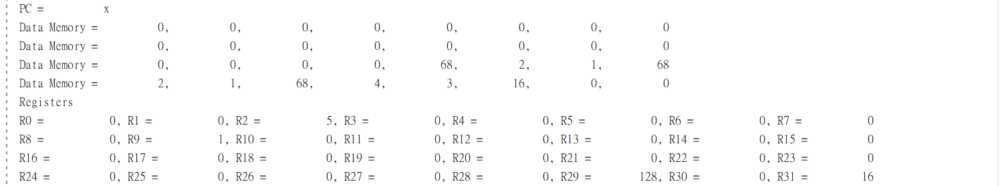 PC =          x
Data Memory =          0,          0,          0,          0,          0,          0,          0,          0
Data Memory =          0,          0,          0,          0,          0,          0,          0,          0
Data Memory =          0,          0,          0,          0,         68,          2,          1,         68
Data Memory =          2,          1,         68,          4,          3,         16,          0,          0
Registers
R0 =          0, R1 =          0, R2 =          5, R3 =          0, R4 =          0, R5 =          0, R6 =          0, R7 =          0
R8 =          0, R9 =          1, R10 =          0, R11 =          0, R12 =          0, R13 =          0, R14 =          0, R15 =          0
R16 =          0, R17 =          0, R18 =          0, R19 =          0, R20 =          0, R21 =          0, R22 =          0, R23 =          0
R24 =          0, R25 =          0, R26 =          0, R27 =          0, R28 =          0, R29 =        128, R30 =          0, R31 =         16